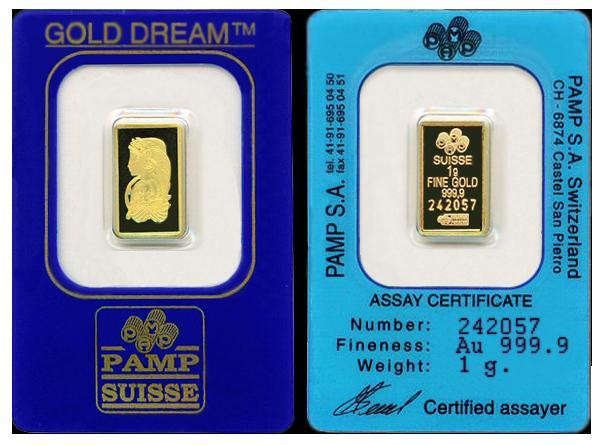 GOLD DREAM™
PAMP
SUISSE
PAMP
PAMP S.A. tel. 41-91-695 04 50
fax 41-91-695 04 51
SUISSE
1g
FINE GOLD
999,9
242057
PAMP S.A. Switzerland
CH - 6874 Castel San Pietro
ASSAY CERTIFICATE
Number: 242057
Fineness: Au 999.9
Weight: 1 g.
Certified assayer